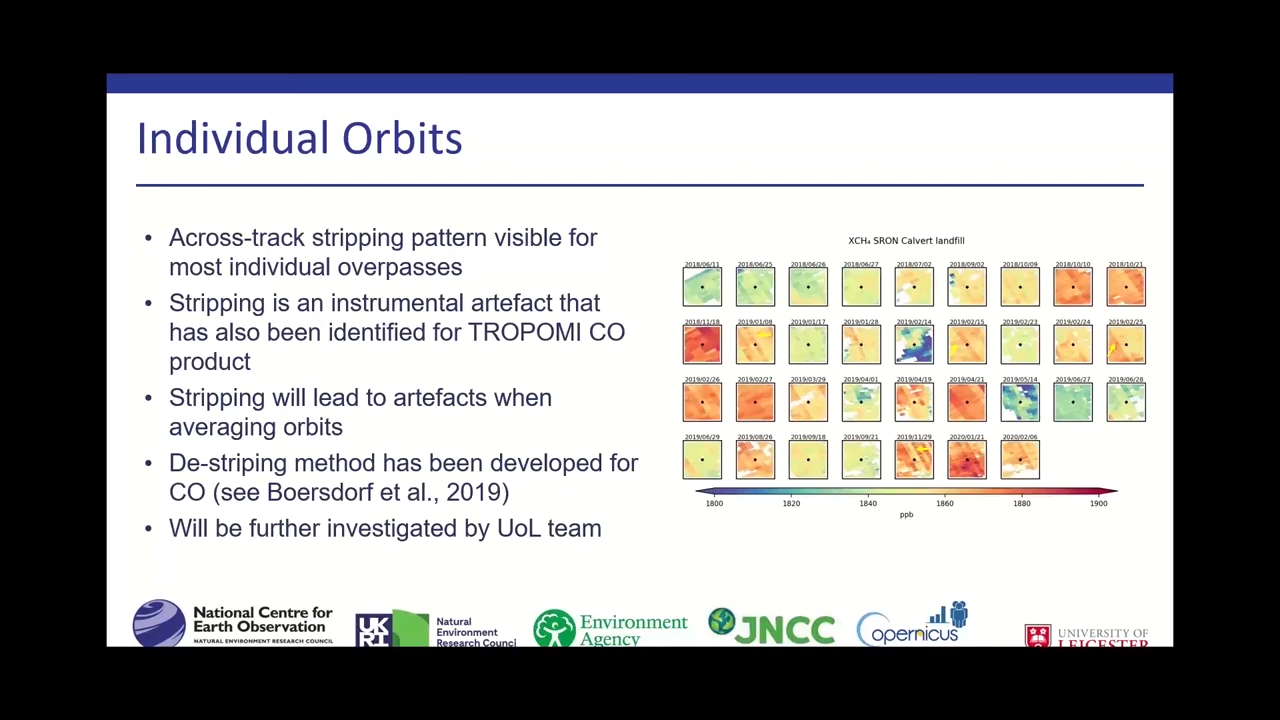 Individual Orbits
• Across-track stripping pattern visible for
most individual overpasses
• Stripping is an instrumental artefact that
has also been identified for TROPOMI CO
product
• Stripping will lead to artefacts when
averaging orbits
• De-striping method has been developed for
CO (see Boersdorf et al., 2019)
• Will be further investigated by UoL team
XCH₄ SRON Calvert landfill
2018/06/11 2018/06/25 2018/06/26 2018/06/27 2018/07/02 2018/09/02 2018/10/09 2018/10/10 2018/10/21
2018/11/18 2019/01/08 2019/01/17 2019/01/28 2019/02/14 2019/02/15 2019/02/23 2019/02/24 2019/02/25
2019/02/26 2019/02/27 2019/03/29 2019/04/01 2019/04/19 2019/04/21 2019/05/14 2019/06/27 2019/06/28
2019/06/29 2019/08/26 2019/09/18 2019/09/21 2019/11/29 2020/01/21 2020/02/06
1800 1820 1840 1860 1880 1900
ppb
National Centre for
Earth Observation
NATURAL ENVIRONMENT RESEARCH COUNCIL
UK
RI
Natural
Environment
Research Council
Environment
Agency
JNCC
opernicus
UNIVERSITY OF
LEICESTER